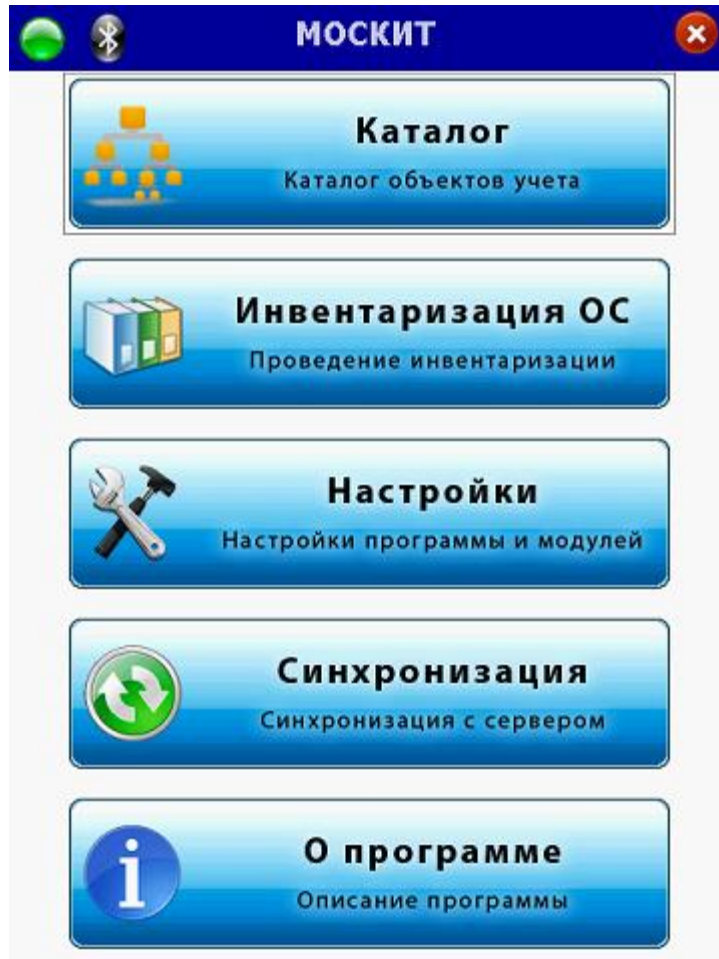 МОСКИТ
Каталог
Каталог объектов учета
Инвентаризация ОС
Проведение инвентаризации
Настройки
Настройки программы и модулей
Синхронизация
Синхронизация с сервером
О программе
Описание программы